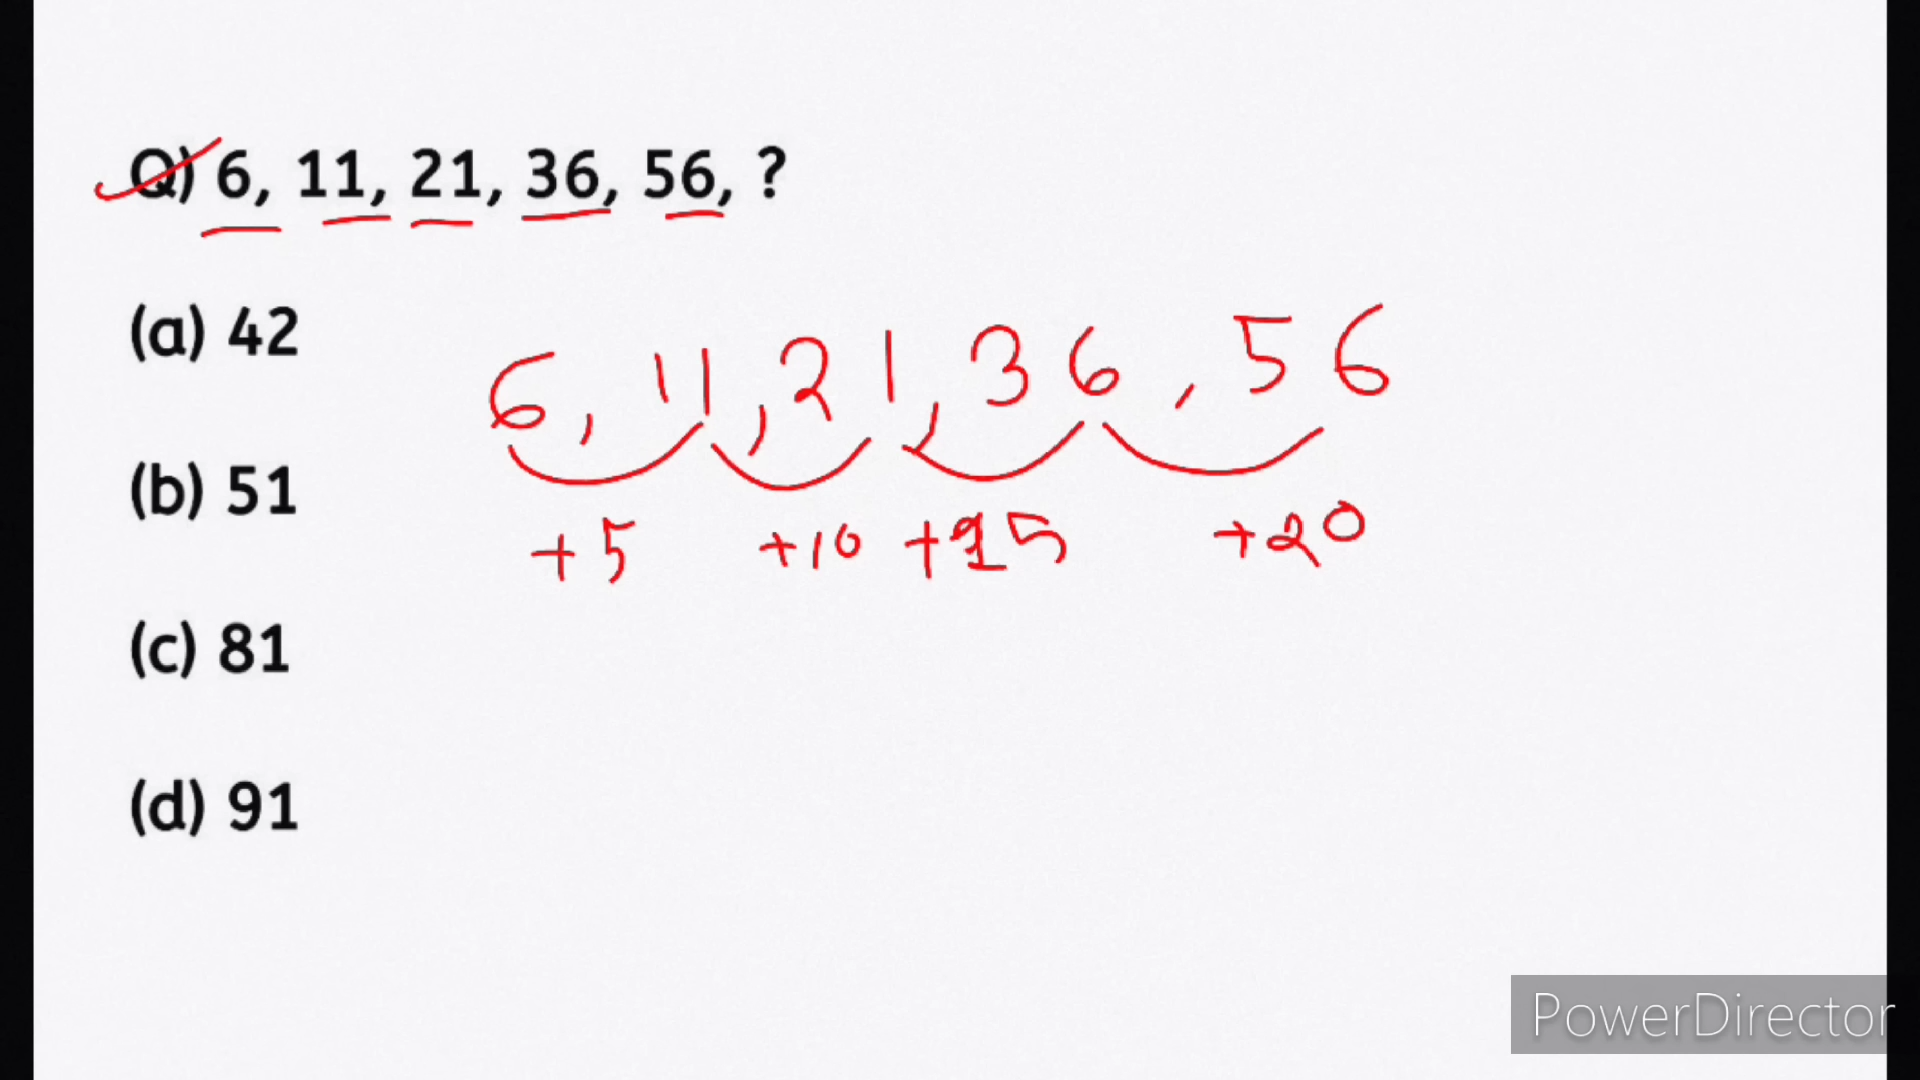 Q) 6, 11, 21, 36, 56, ?
(a) 42
6, 11, 21, 36, 56
(b) 51
+5 +10 +15 +20
(c) 81
(d) 91
PowerDirector